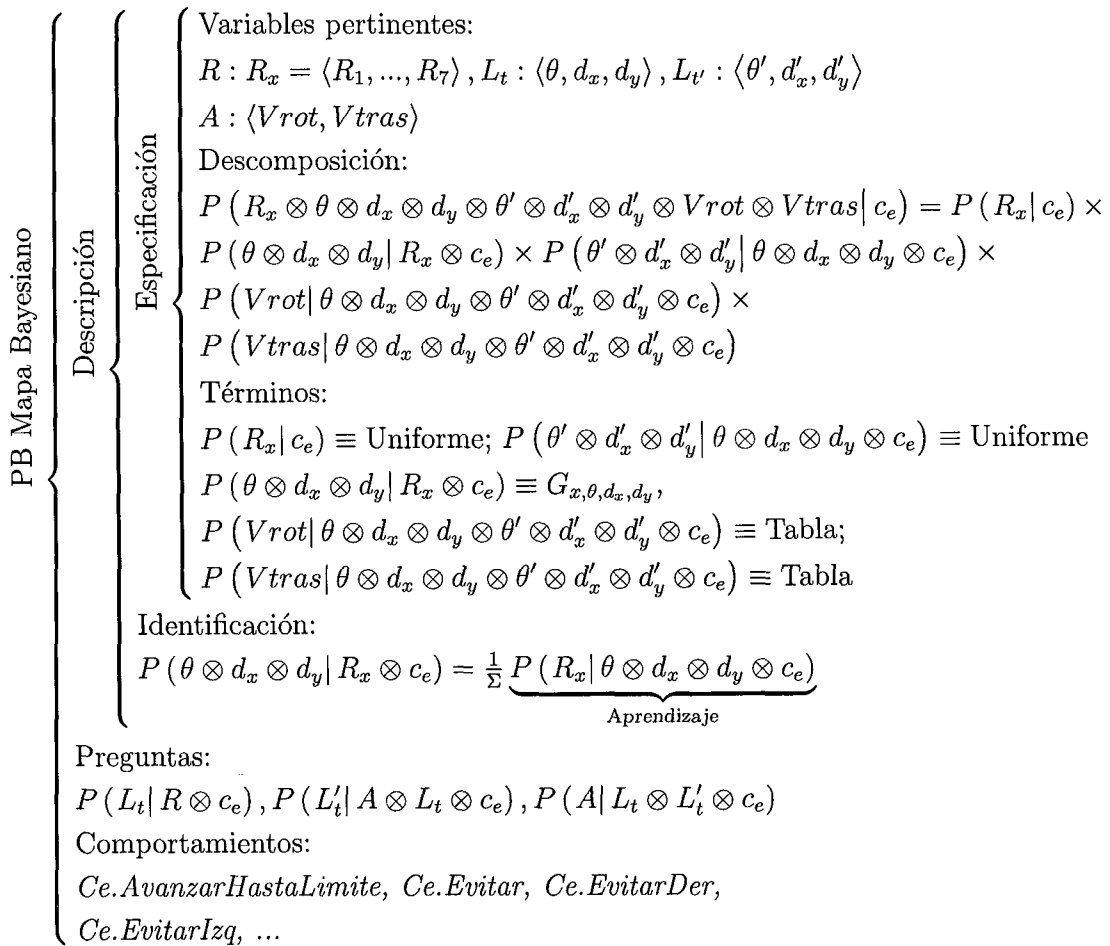 PB Mapa Bayesiano
Descripción
Especificación
Variables pertinentes:
R : R_x = ⟨R_1, ..., R_7⟩ , L_t : ⟨θ, d_x, d_y⟩ , L_{t'} : ⟨θ', d'_x, d'_y⟩
A : ⟨Vrot, Vtras⟩
Descomposición:
P (R_x ⊗ θ ⊗ d_x ⊗ d_y ⊗ θ' ⊗ d'_x ⊗ d'_y ⊗ Vrot ⊗ Vtras| c_e) = P (R_x| c_e) ×
P (θ ⊗ d_x ⊗ d_y| R_x ⊗ c_e) × P (θ' ⊗ d'_x ⊗ d'_y| θ ⊗ d_x ⊗ d_y ⊗ c_e) ×
P (Vrot| θ ⊗ d_x ⊗ d_y ⊗ θ' ⊗ d'_x ⊗ d'_y ⊗ c_e) ×
P (Vtras| θ ⊗ d_x ⊗ d_y ⊗ θ' ⊗ d'_x ⊗ d'_y ⊗ c_e)
Términos:
P (R_x| c_e) ≡ Uniforme; P (θ' ⊗ d'_x ⊗ d'_y| θ ⊗ d_x ⊗ d_y ⊗ c_e) ≡ Uniforme
P (θ ⊗ d_x ⊗ d_y| R_x ⊗ c_e) ≡ G_{x,θ,d_x,d_y},
P (Vrot| θ ⊗ d_x ⊗ d_y ⊗ θ' ⊗ d'_x ⊗ d'_y ⊗ c_e) ≡ Tabla;
P (Vtras| θ ⊗ d_x ⊗ d_y ⊗ θ' ⊗ d'_x ⊗ d'_y ⊗ c_e) ≡ Tabla
Identificación:
P (θ ⊗ d_x ⊗ d_y| R_x ⊗ c_e) = 1/Σ P (R_x| θ ⊗ d_x ⊗ d_y ⊗ c_e)
Aprendizaje
Preguntas:
P (L_t| R ⊗ c_e) , P (L'_t| A ⊗ L_t ⊗ c_e) , P (A| L_t ⊗ L'_t ⊗ c_e)
Comportamientos:
Ce.AvanzarHastaLimite, Ce.Evitar, Ce.EvitarDer,
Ce.EvitarIzq, ...